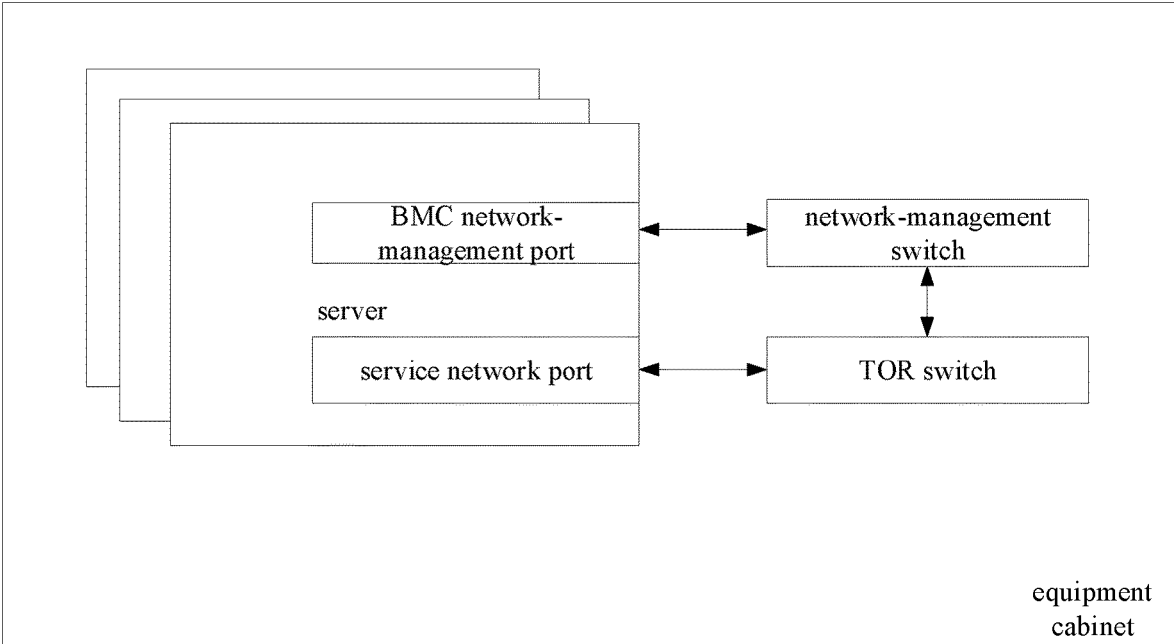 BMC network-
management port
network-management
switch
server
service network port
TOR switch
equipment
cabinet